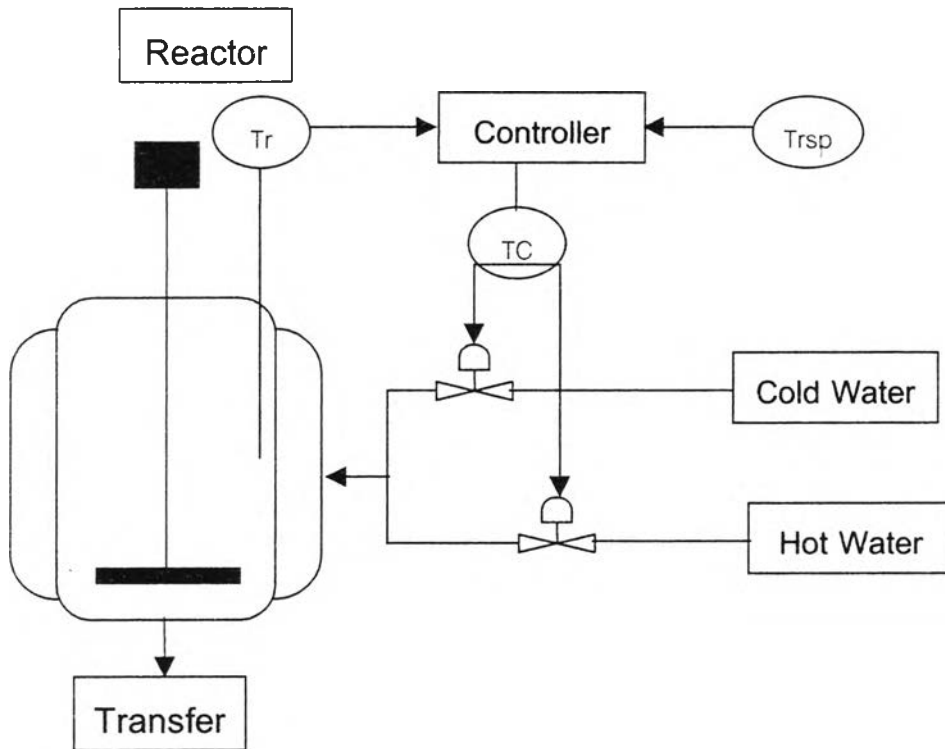 Reactor
Tr
Controller
Trsp
TC
Cold Water
Hot Water
Transfer